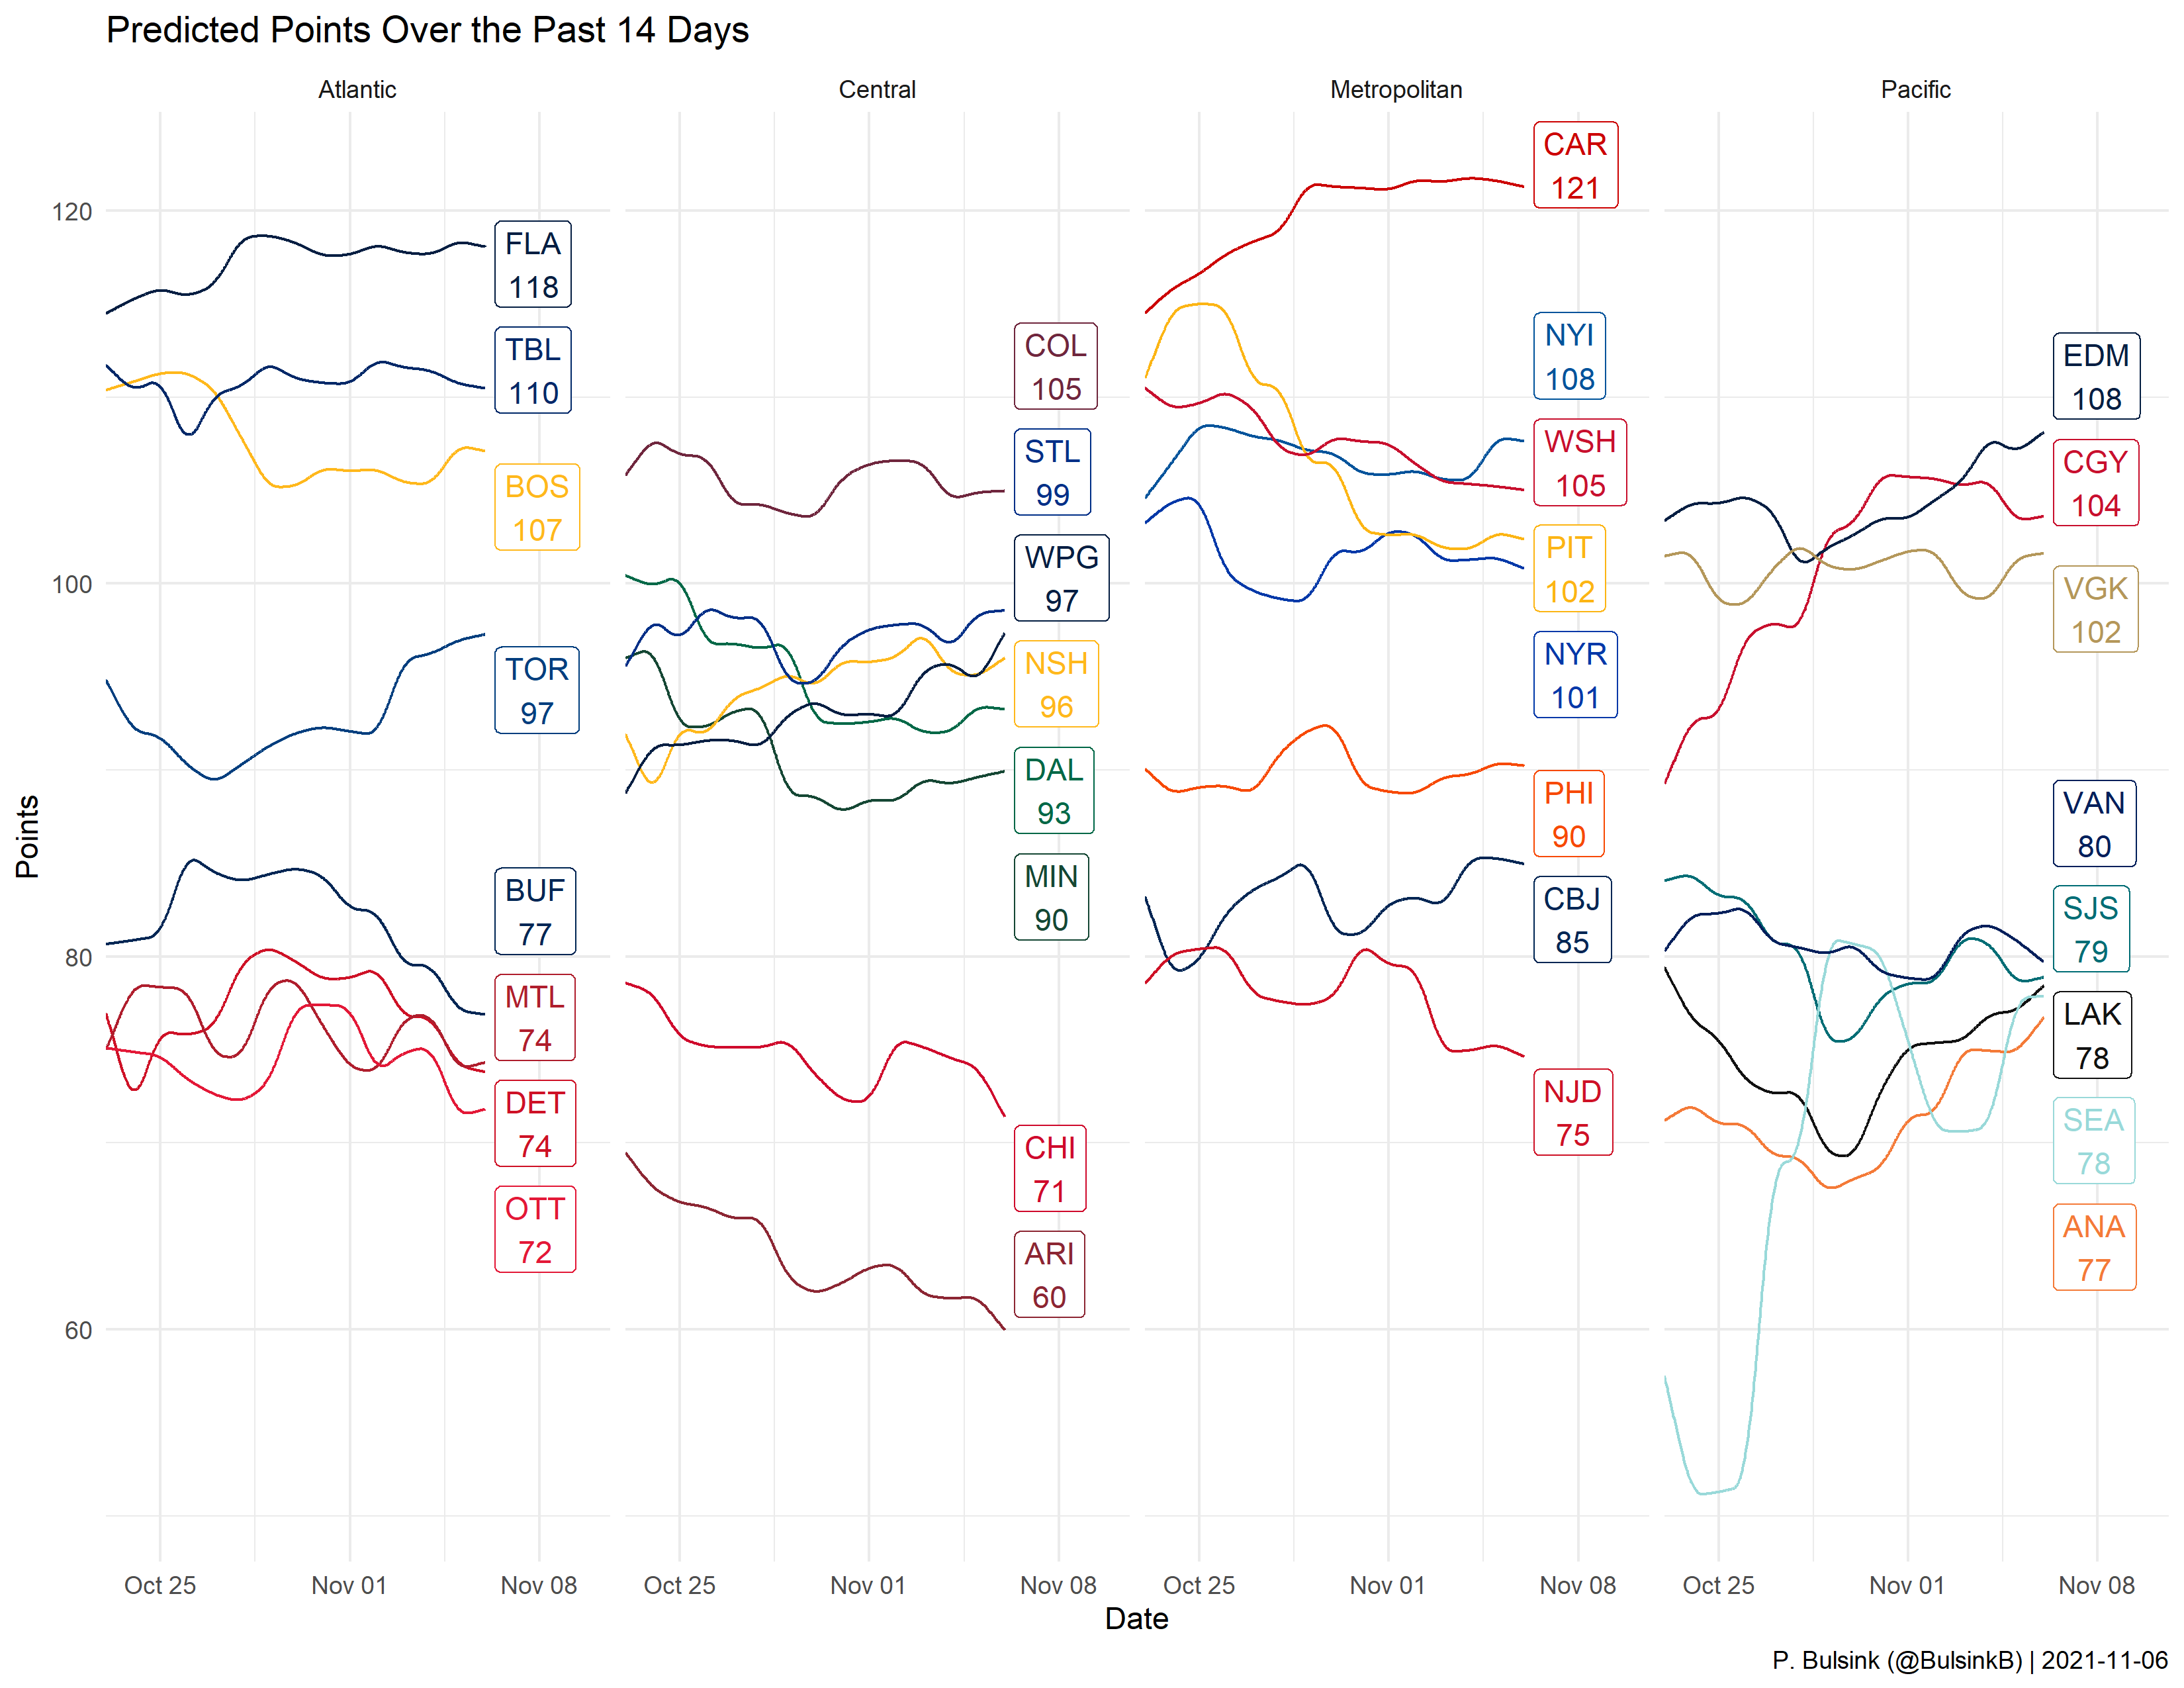 Predicted Points Over the Past 14 Days
Atlantic
Central
Metropolitan
Pacific
Points
120
100
80
60
FLA
118
TBL
110
BOS
107
TOR
97
BUF
77
MTL
74
DET
74
OTT
72
COL
105
STL
99
WPG
97
NSH
96
DAL
93
MIN
90
CHI
71
ARI
60
CAR
121
NYI
108
WSH
105
PIT
102
NYR
101
PHI
90
CBJ
85
NJD
75
EDM
108
CGY
104
VGK
102
VAN
80
SJS
79
LAK
78
SEA
78
ANA
77
Oct 25 Nov 01 Nov 08
Oct 25 Nov 01 Nov 08
Oct 25 Nov 01 Nov 08
Oct 25 Nov 01 Nov 08
Date
P. Bulsink (@BulsinkB) | 2021-11-06